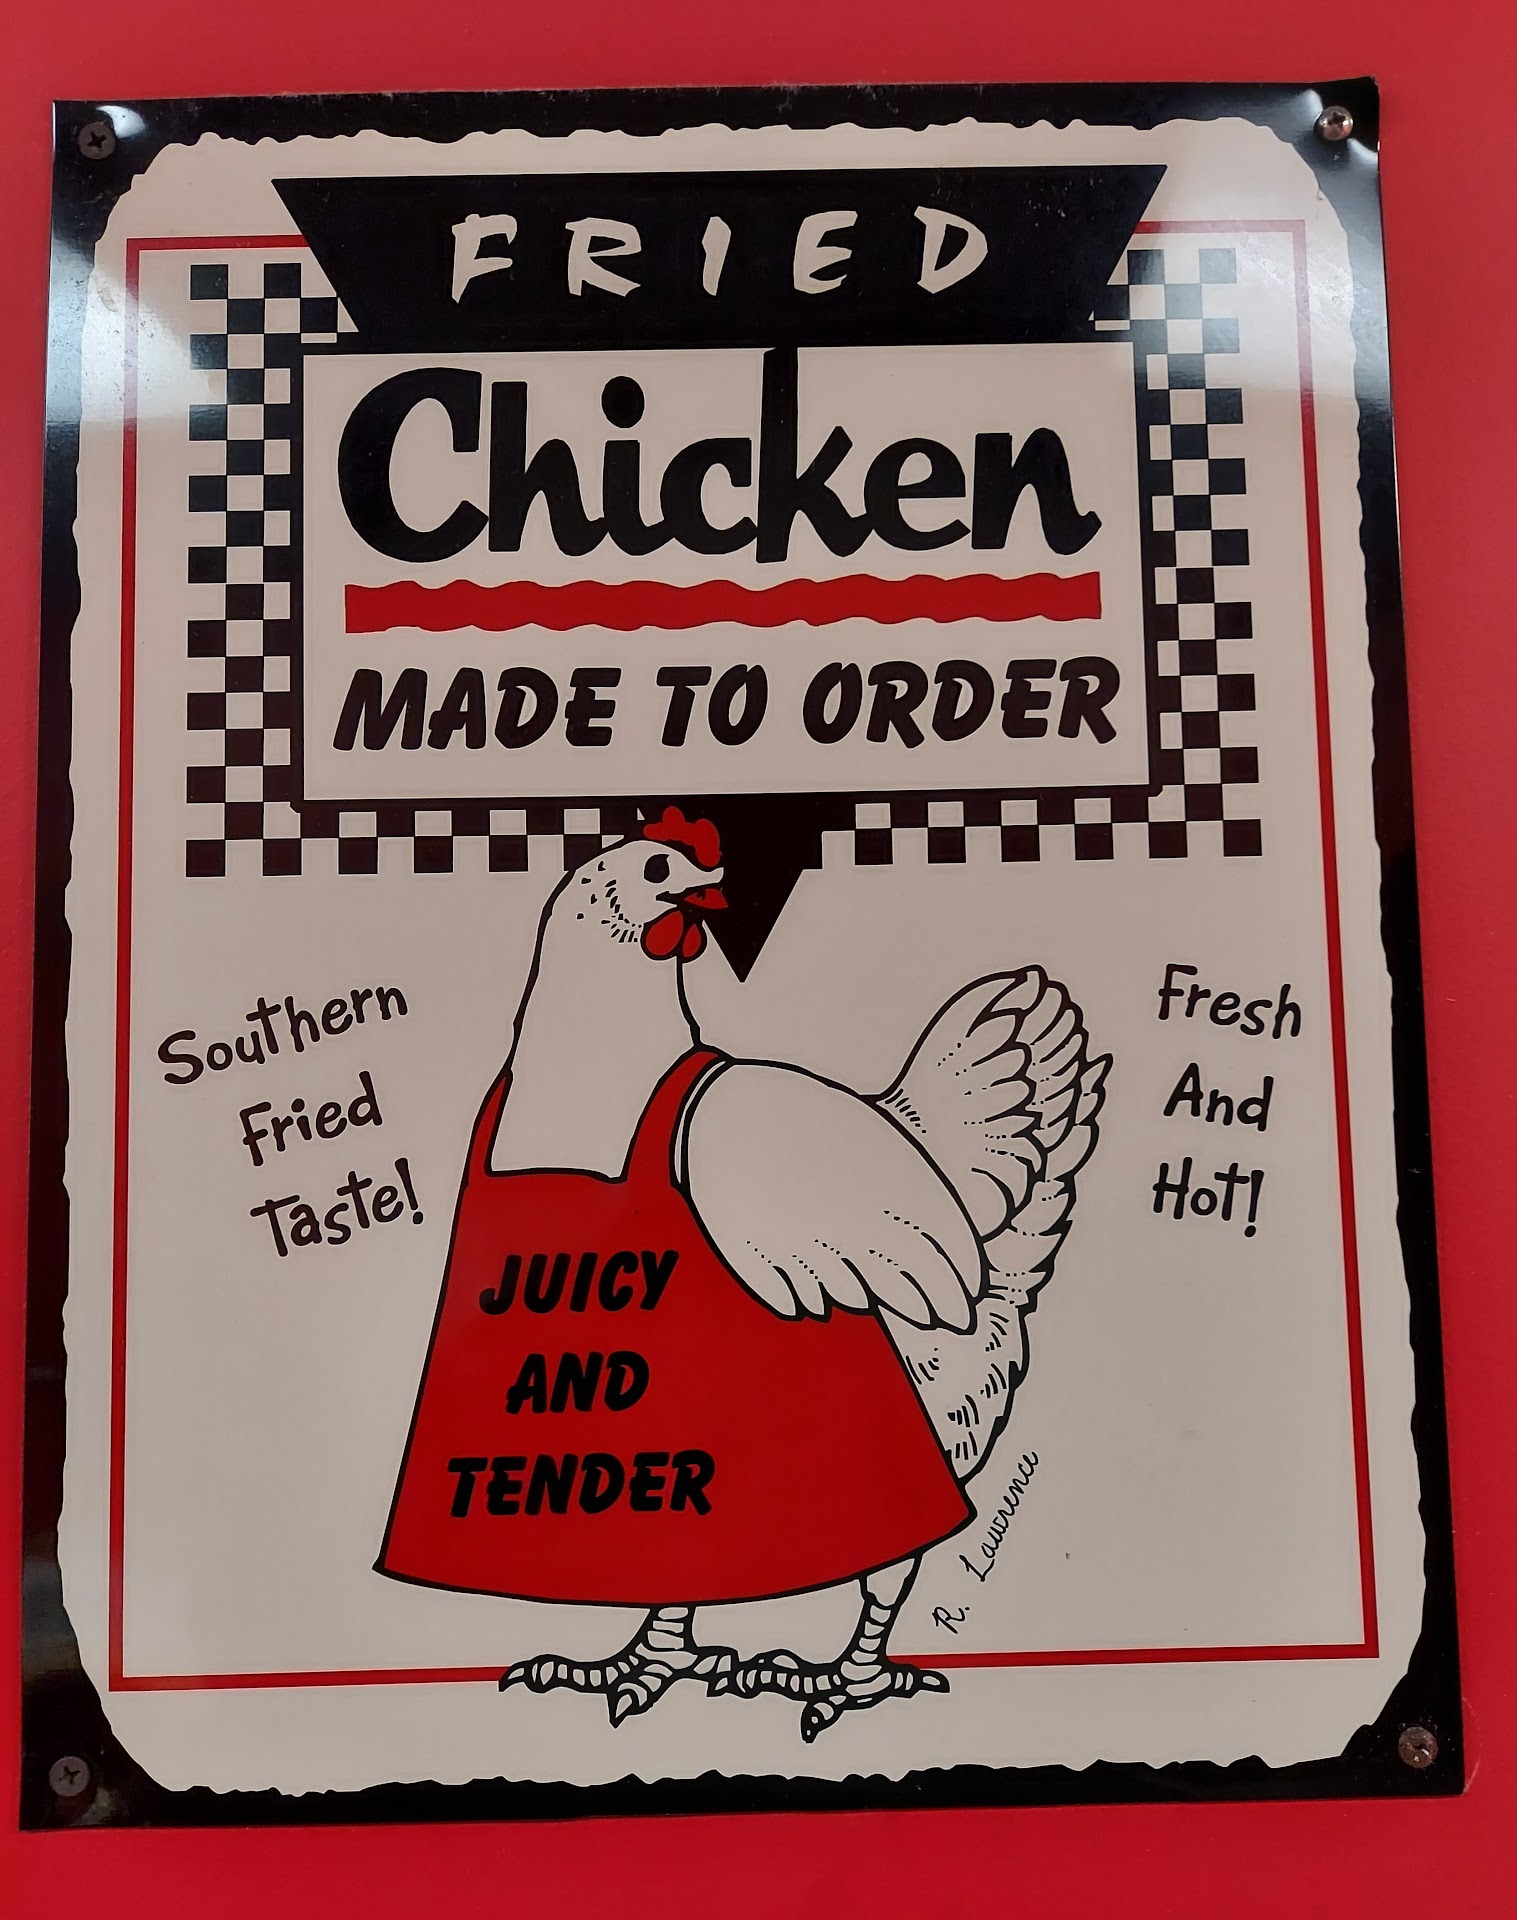 FRIED
Chicken
MADE TO ORDER
Southern
Fried
Taste!
Fresh
And
Hot!
JUICY
AND
TENDER
R. Lawrence